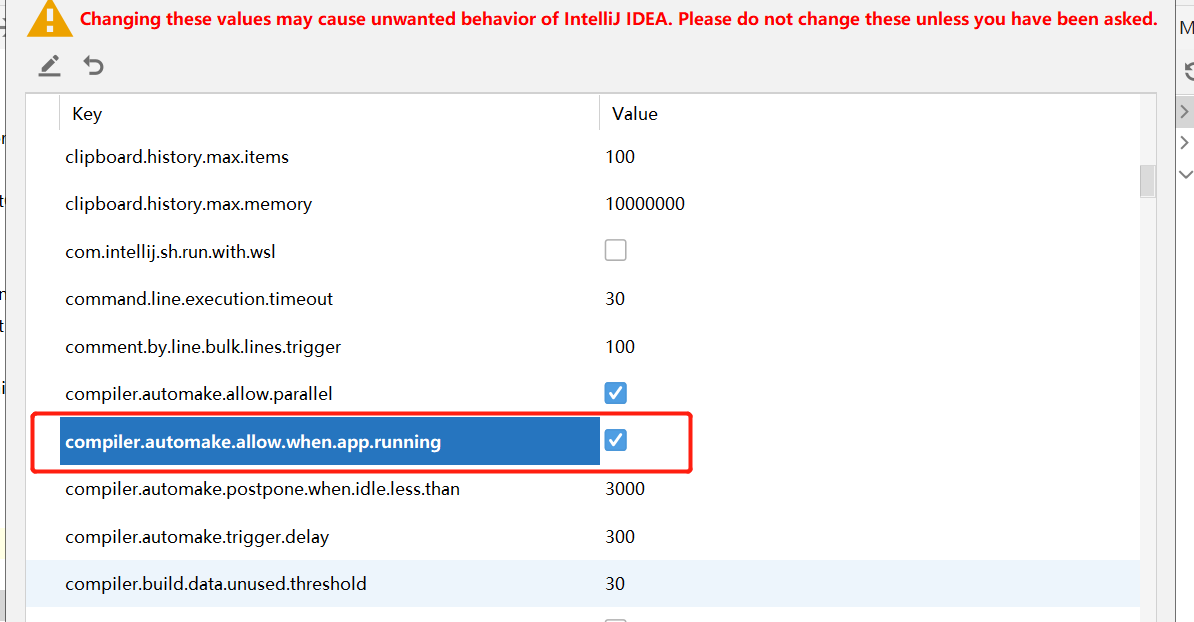 Changing these values may cause unwanted behavior of IntelliJ IDEA. Please do not change these unless you have been asked.
Key Value
clipboard.history.max.items 100
clipboard.history.max.memory 10000000
com.intellij.sh.run.with.wsl
command.line.execution.timeout 30
comment.by.line.bulk.lines.trigger 100
compiler.automake.allow.parallel
compiler.automake.allow.when.app.running
compiler.automake.postpone.when.idle.less.than 3000
compiler.automake.trigger.delay 300
compiler.build.data.unused.threshold 30